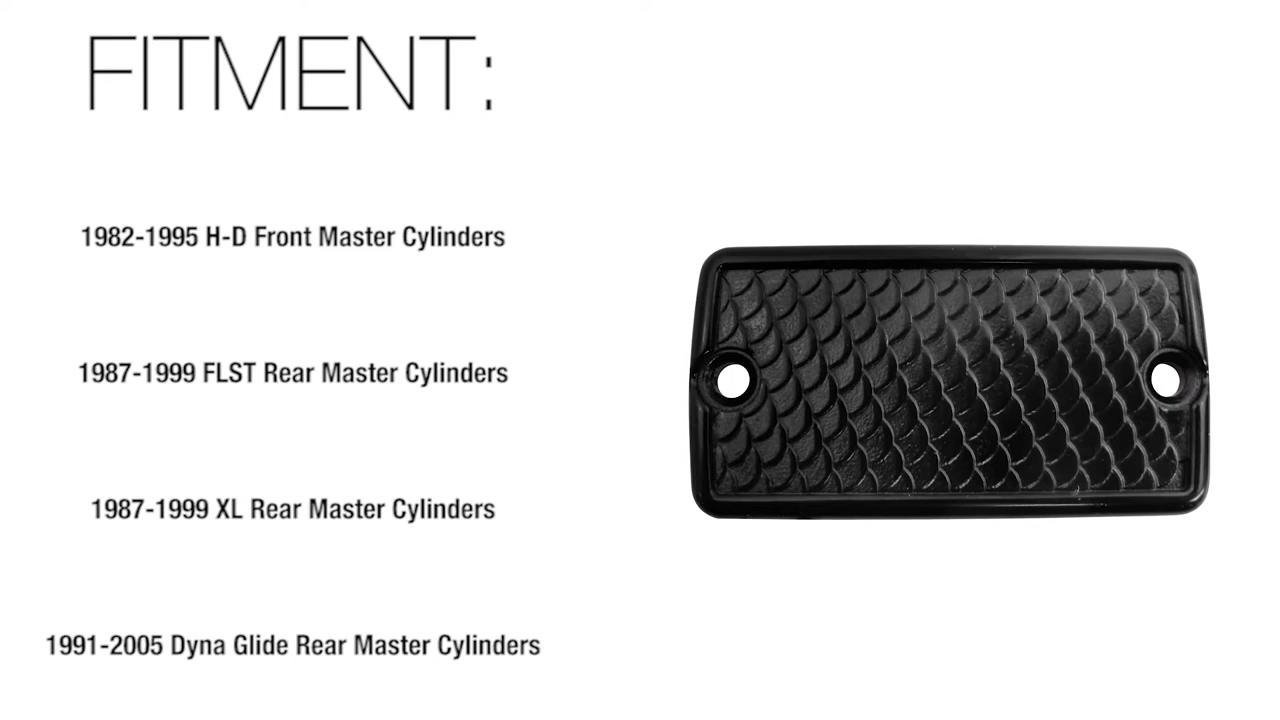 FITMENT:
1982-1995 H-D Front Master Cylinders
1987-1999 FLST Rear Master Cylinders
1987-1999 XL Rear Master Cylinders
1991-2005 Dyna Glide Rear Master Cylinders